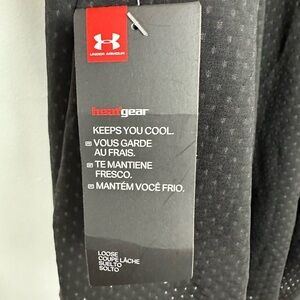 UNDER ARMOUR
heatgear
KEEPS YOU COOL.
VOUS GARDE
AU FRAIS.
TE MANTIENE
FRESCO.
MANTÉM VOCÊ FRIO.
LOOSE
COUPE LÂCHE
SUELTO
SOLTO